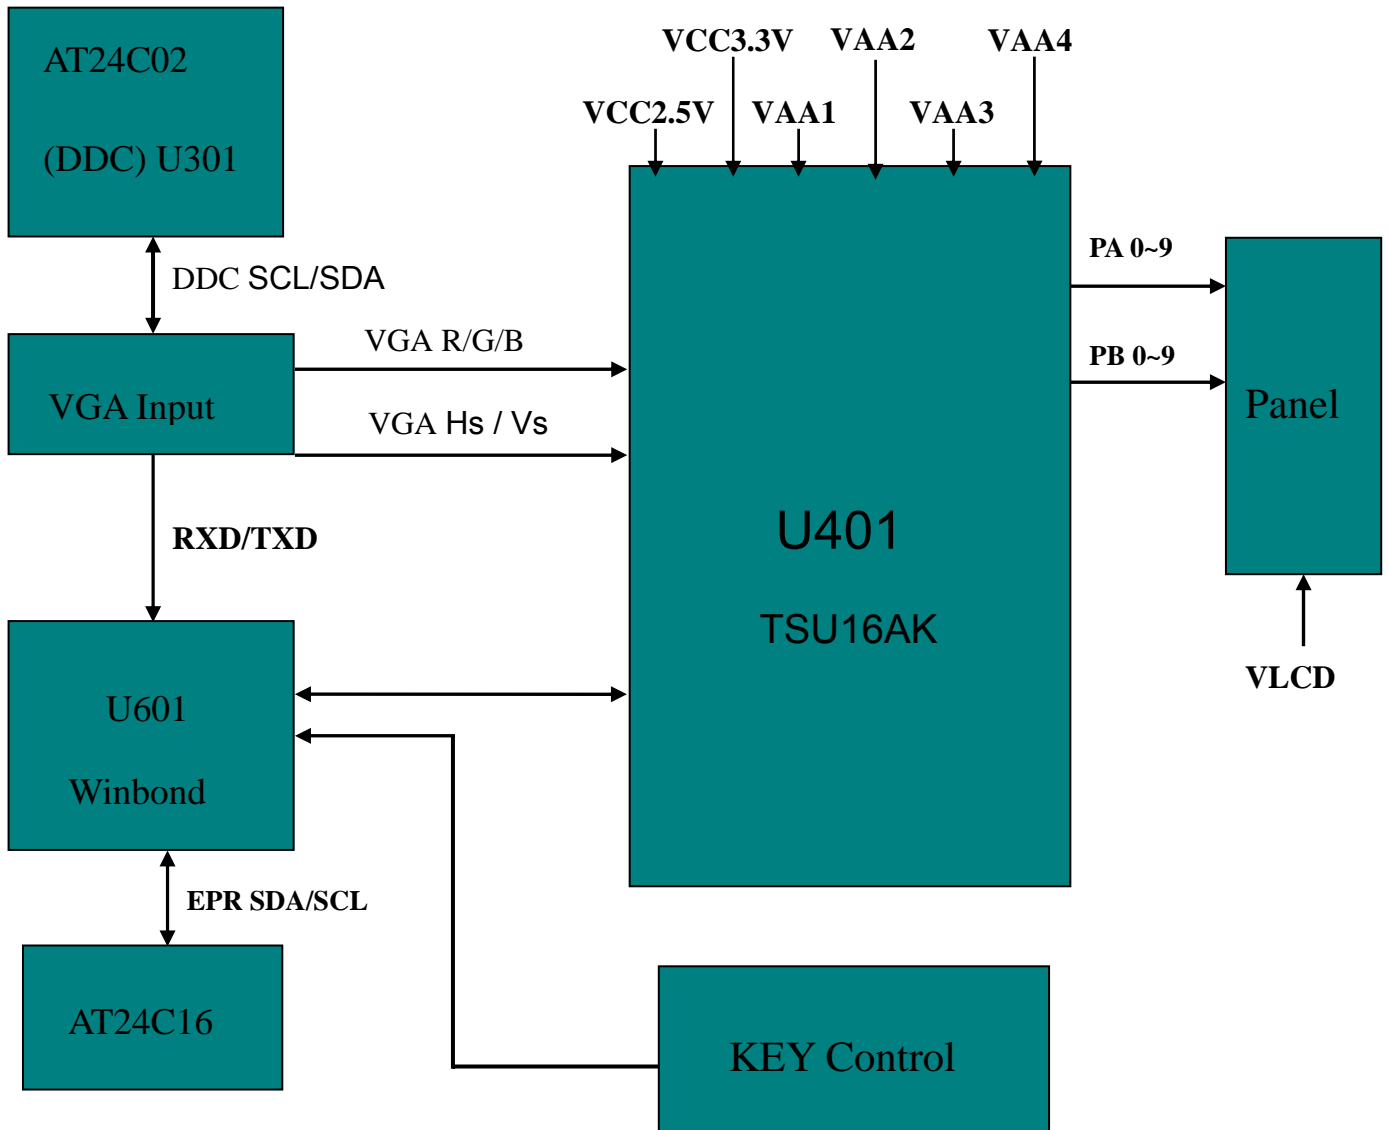 AT24C02
(DDC) U301
VCC3.3V
VAA2
VAA4
VCC2.5V
VAA1
VAA3
DDC SCL/SDA
VGA R/G/B
VGA Input
VGA Hs / Vs
PA 0~9
PB 0~9
Panel
VLCD
U401
TSU16AK
RXD/TXD
U601
Winbond
EPR SDA/SCL
AT24C16
KEY Control